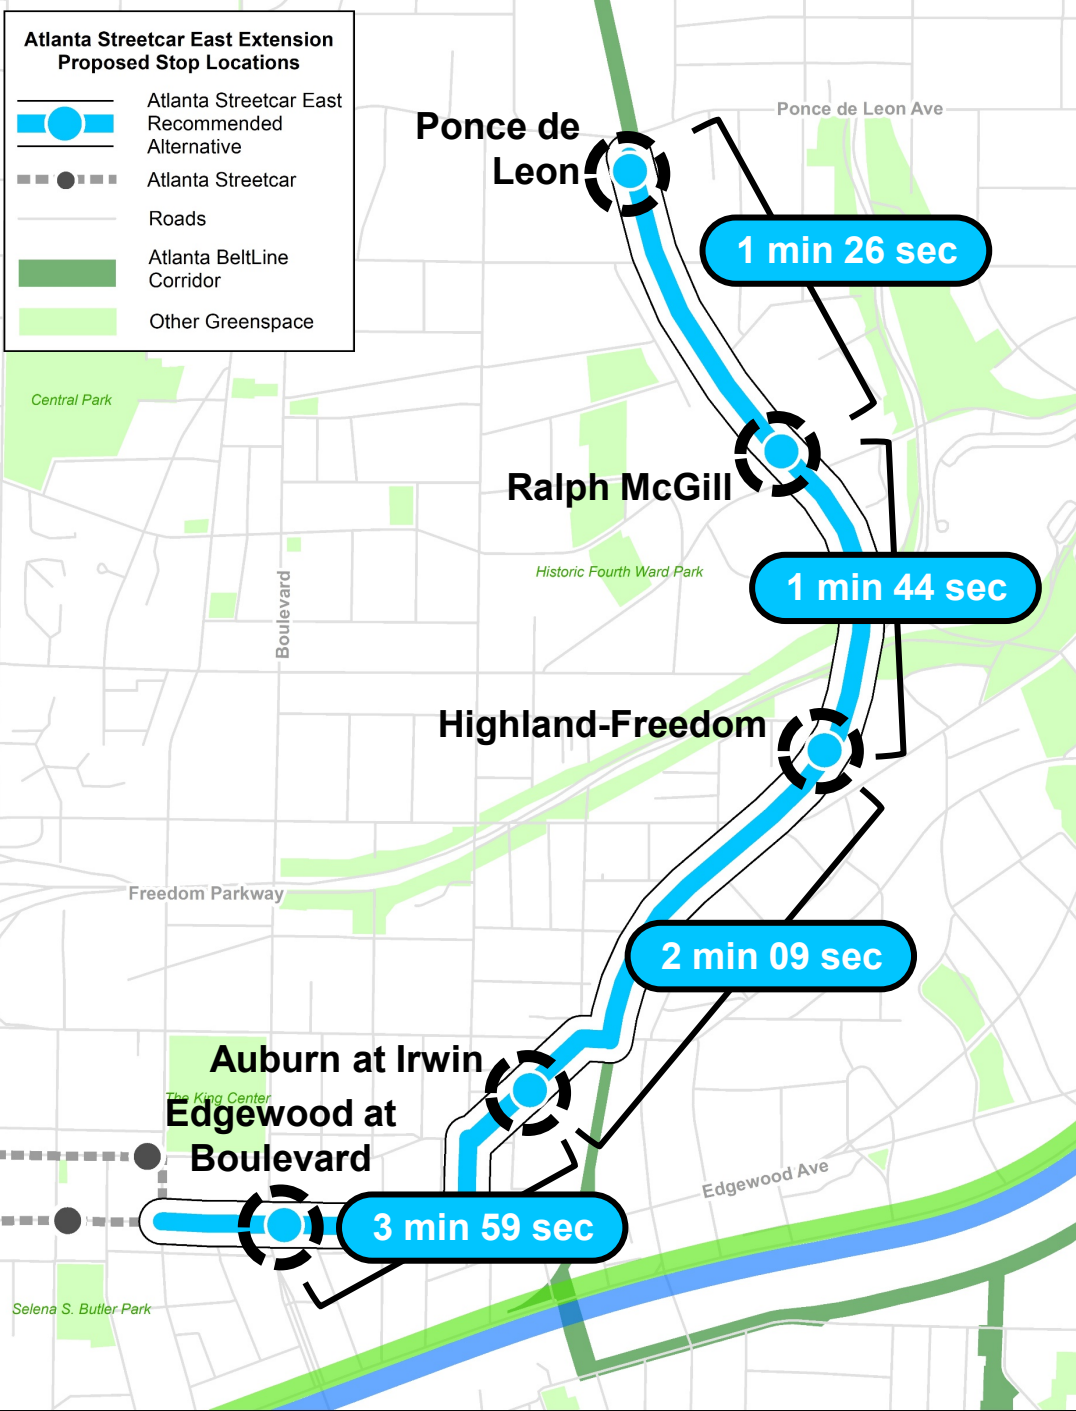 Atlanta Streetcar East Extension
Proposed Stop Locations
Atlanta Streetcar East
Recommended
Alternative
Atlanta Streetcar
Roads
Atlanta BeltLine
Corridor
Other Greenspace
Ponce de Leon Ave
Ponce de
Leon
1 min 26 sec
Central Park
Ralph McGill
Historic Fourth Ward Park
1 min 44 sec
Boulevard
Highland-Freedom
Freedom Parkway
2 min 09 sec
Auburn at Irwin
The King Center
Edgewood at
Boulevard
Edgewood Ave
3 min 59 sec
Selena S. Butler Park